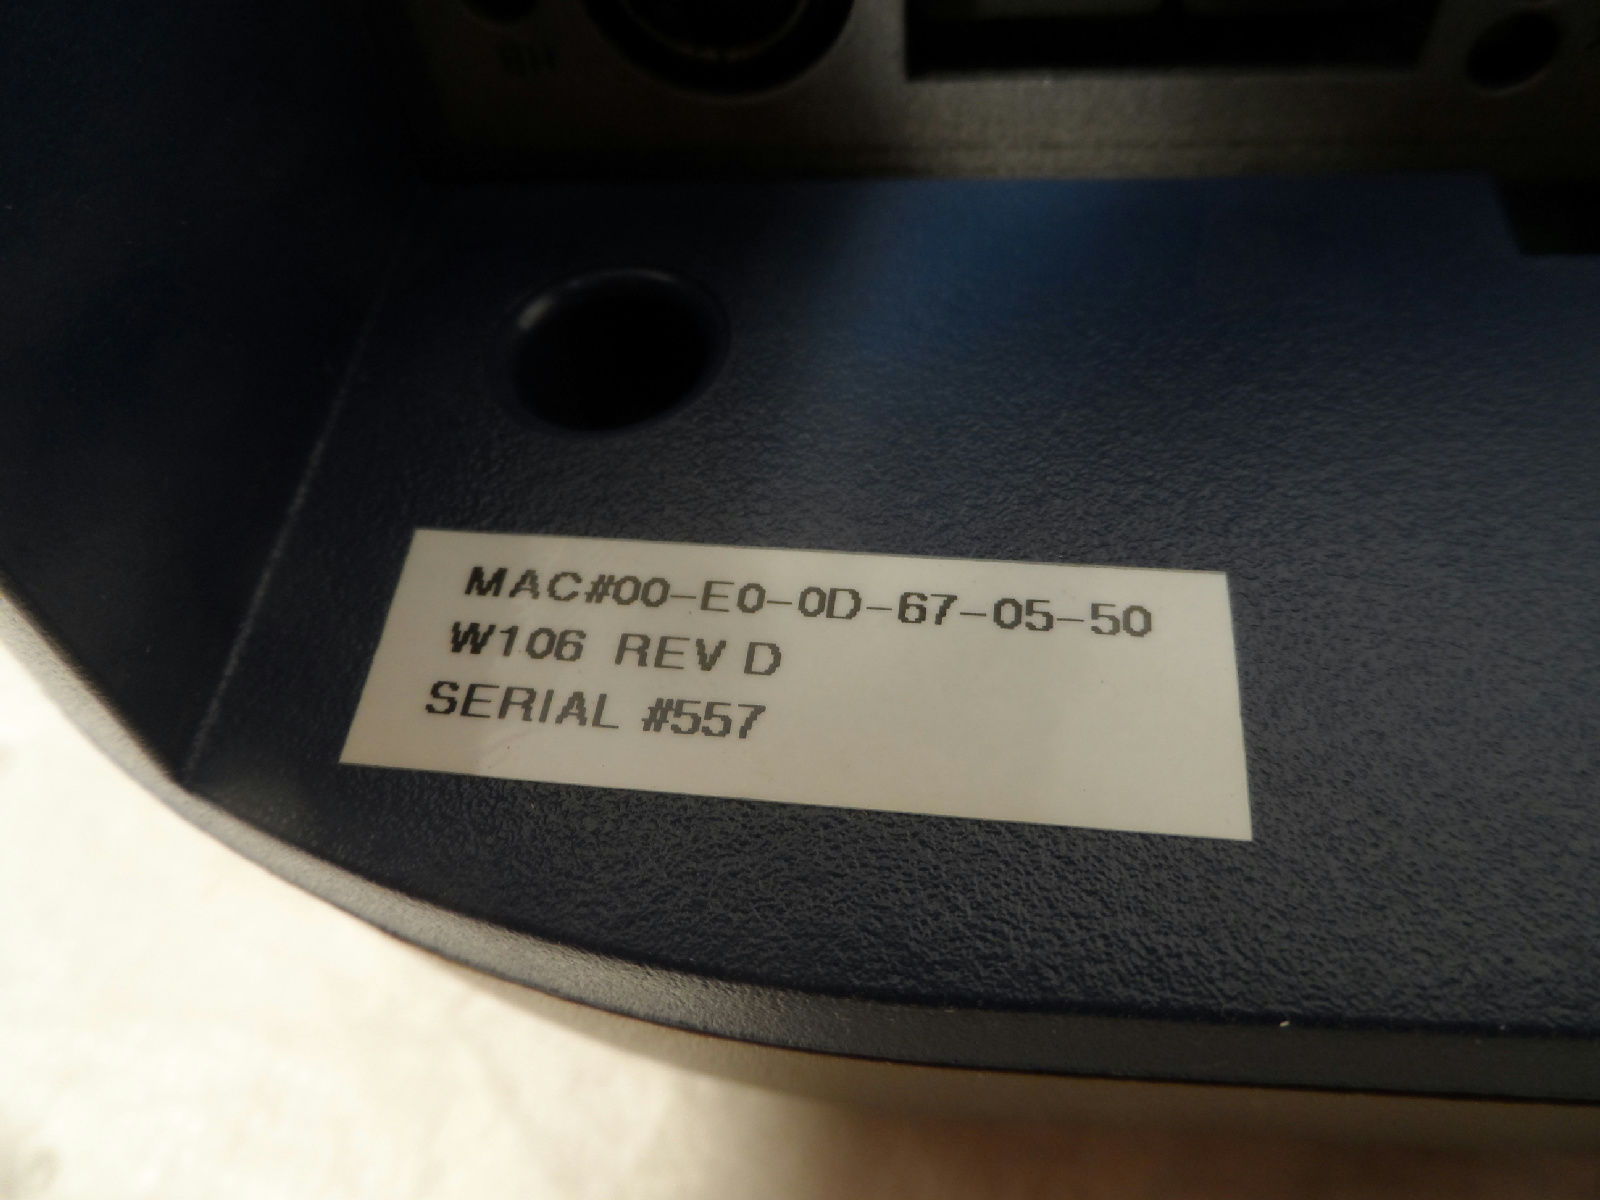 MAC#00-E0-0D-67-05-50
W106 REV D
SERIAL #557